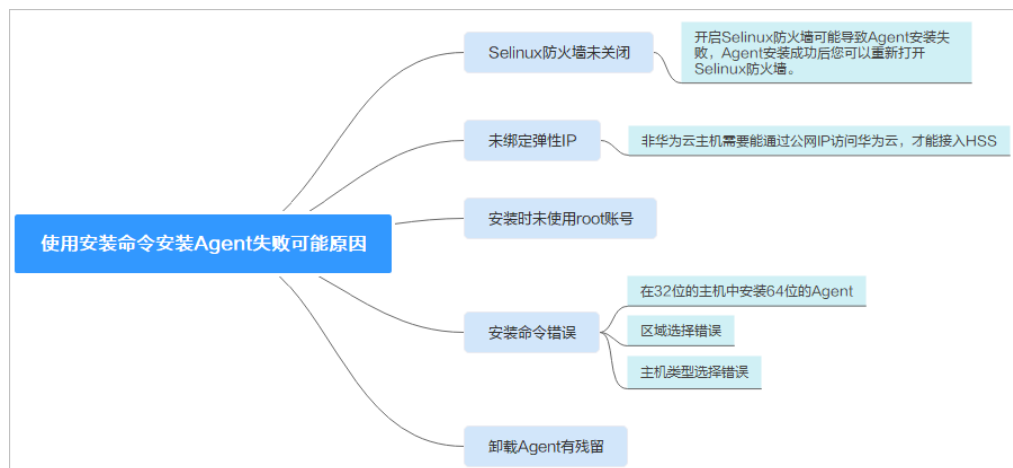 Selinux防火墙未关闭
开启Selinux防火墙可能导致Agent安装失
败，Agent安装成功后您可以重新打开
Selinux防火墙。
未绑定弹性IP
非华为云主机需要能通过公网IP访问华为云，才能接入HSS
安装时未使用root账号
使用安装命令安装Agent失败可能原因
在32位的主机中安装64位的Agent
安装命令错误
区域选择错误
主机类型选择错误
卸载Agent有残留